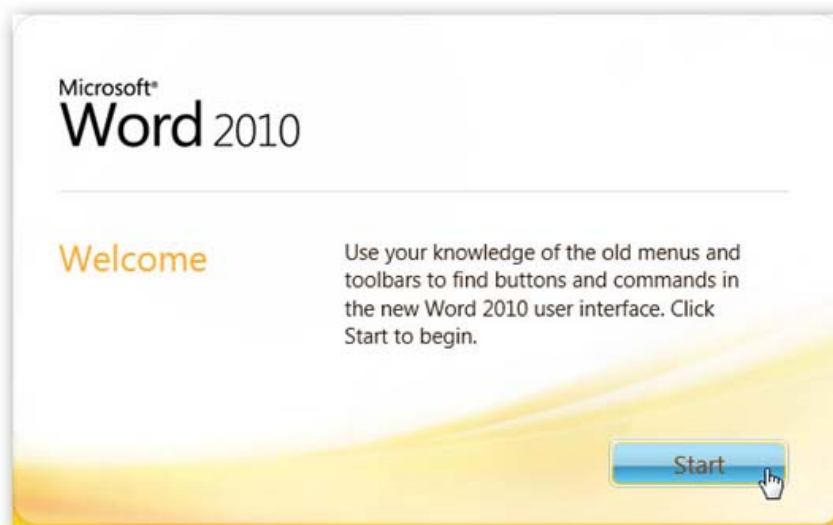 Microsoft®
Word 2010
Welcome
Use your knowledge of the old menus and
toolbars to find buttons and commands in
the new Word 2010 user interface. Click
Start to begin.
Start